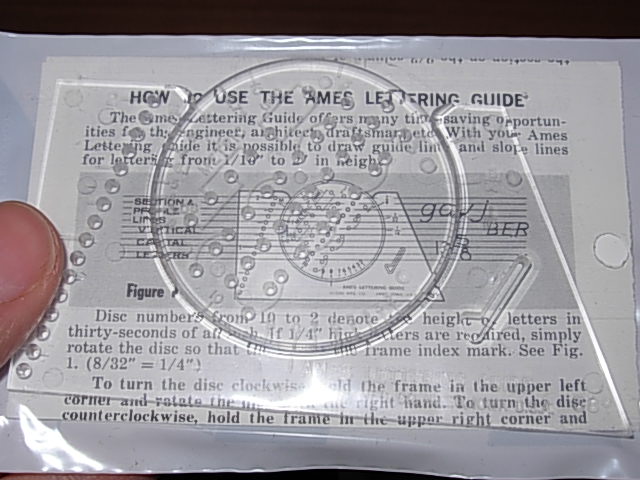 HOW to USE THE AMES LETTERING GUIDE
The Ames Lettering Guide offers many time-saving opportun-
ities for the engineer, architect, draftsman, etc. With your Ames
Lettering Guide it is possible to draw guide lines and slope lines
for lettering from 1/10" to 2" in height.
SECTION A
PROFILE
LINES
VERTICAL
CAPITAL
LETTERS
BER
AMES LETTERING GUIDE
Figure
Disc numbers from 10 to 2 denote the height of letters in
thirty-seconds of an inch. If 1/4" high letters are required, simply
rotate the disc so that the frame index mark. See Fig.
1. (8/32" = 1/4")
To turn the disc clockwise, hold the frame in the upper left
corner and rotate the the right hand. To turn the disc
counterclockwise, hold the frame in the upper right corner and